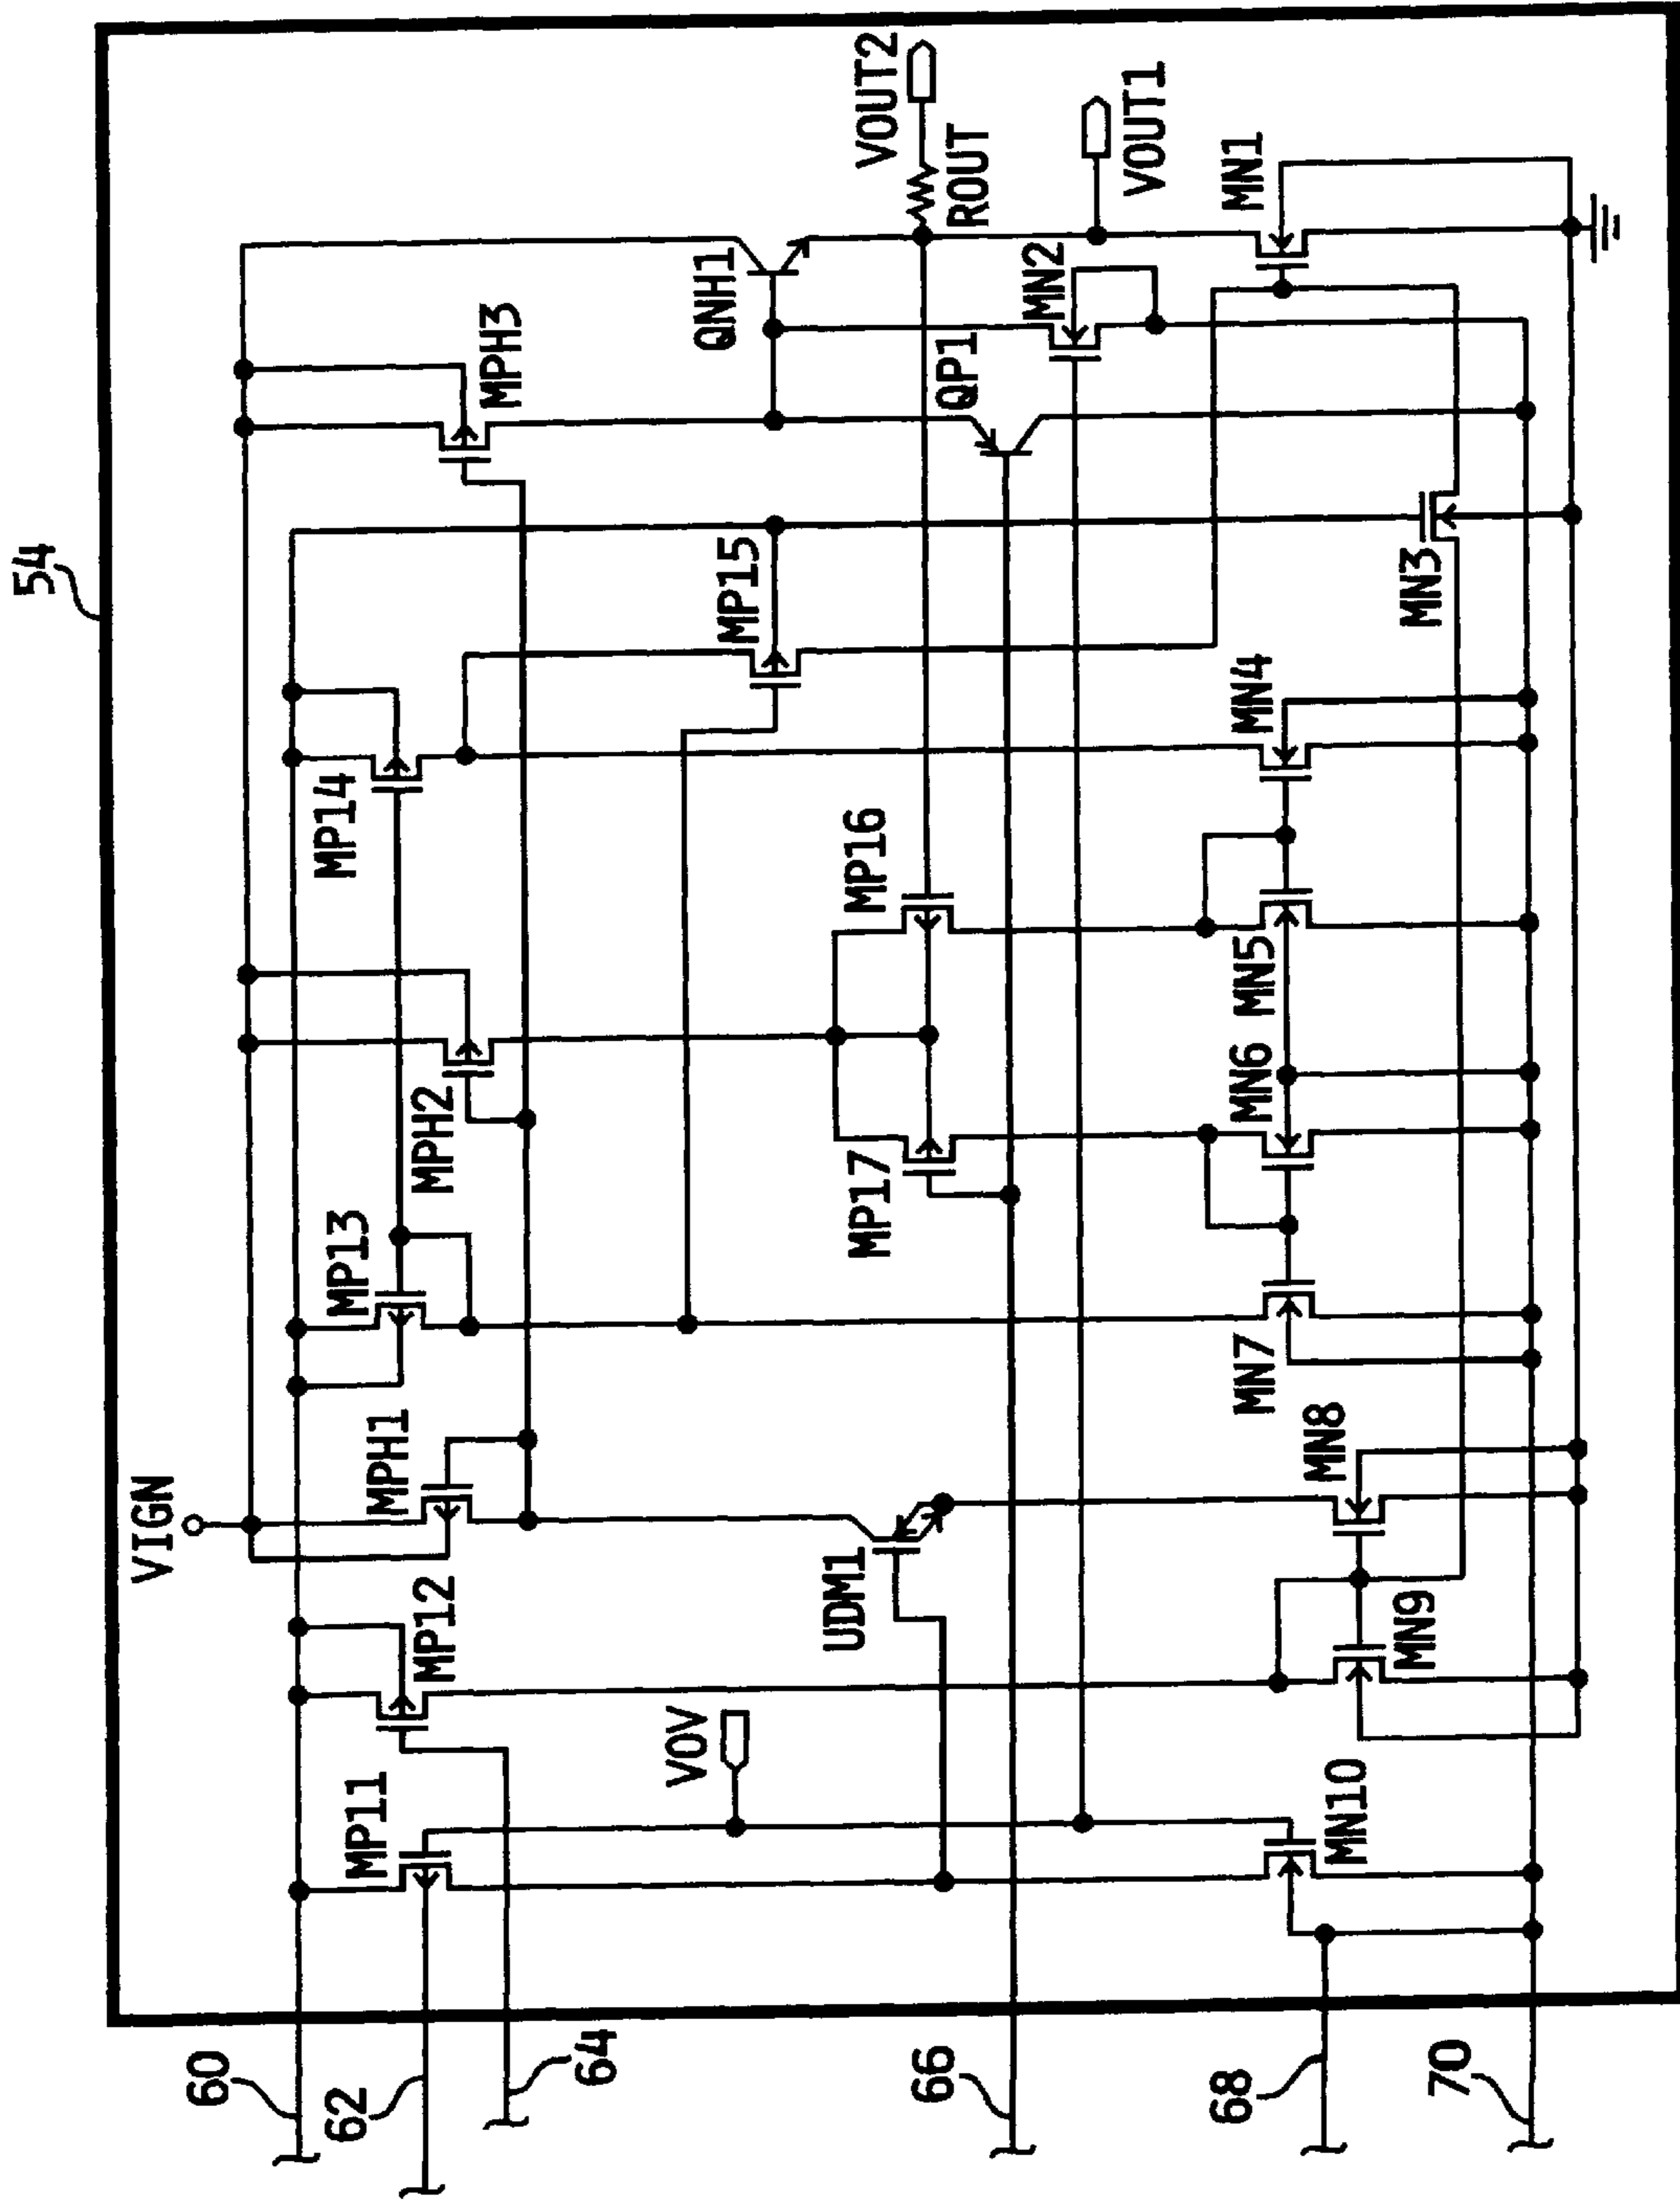 54
VIGN
VOUT2
ROUT
VOUT1
QNH1
MPH3
MN1
MN2
QP1
MP15
MN3
MP14
MN4
MP16
MN5
MPH2
MN6
MP17
MP13
MN7
MPH1
MN8
UDM1
MP12
MN9
VOV
MP11
MN10
60
62
64
66
68
70